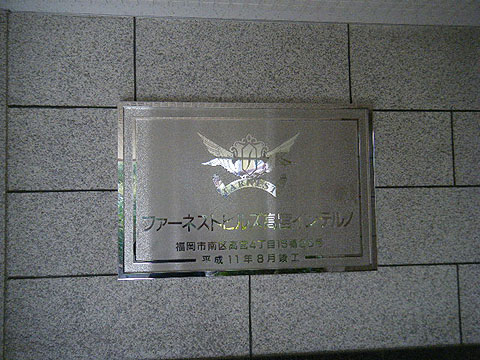 FARNEST
ファーネストヒルズ高宮インテルノ
福岡市南区高宮4丁目
平成11年8月竣工